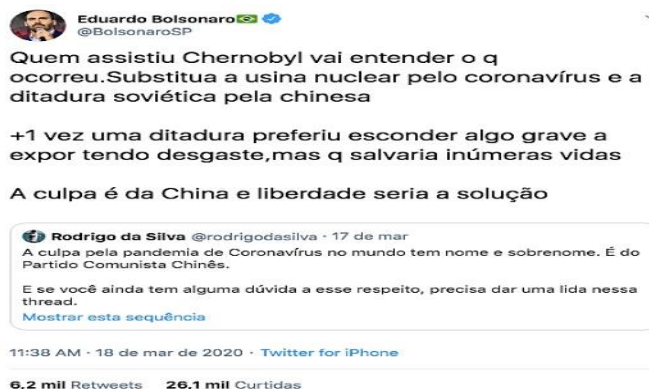 Eduardo Bolsonaro🇧🇷
@BolsonaroSP
Quem assistiu Chernobyl vai entender o q
ocorreu.Substitua a usina nuclear pelo coronavírus e a
ditadura soviética pela chinesa
+1 vez uma ditadura preferiu esconder algo grave a
expor tendo desgaste,mas q salvaria inúmeras vidas
A culpa é da China e liberdade seria a solução
Rodrigo da Silva @rodrigodasilva · 17 de mar
A culpa pela pandemia de Coronavírus no mundo tem nome e sobrenome. É do
Partido Comunista Chinês.
E se você ainda tem alguma dúvida a esse respeito, precisa dar uma lida nessa
thread.
Mostrar esta sequência
11:38 AM · 18 de mar de 2020 · Twitter for iPhone
6,2 mil Retweets 26,1 mil Curtidas